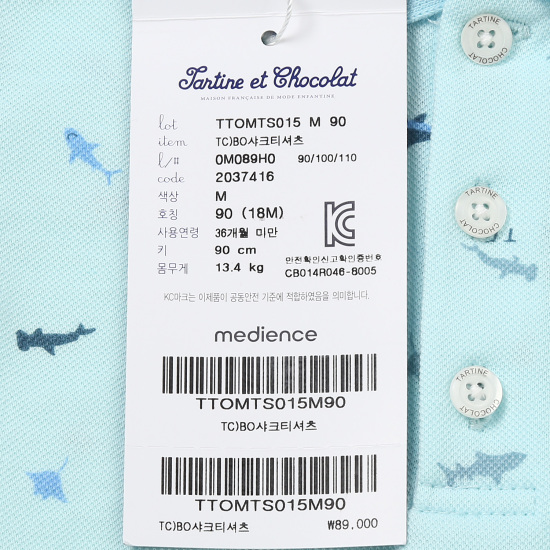 Tartine et Chocolat
MAISON FRANÇAISE DE MODE ENFANTINE
lot TTOMTS015 M 90
item TC)BO샤크티셔츠
l/# 0M089H0 90/100/110
code 2037416
색상 M
호칭 90 (18M)
사용연령 36개월 미만
키 90 cm
몸무게 13.4 kg
안전확인신고확인증번호
CB014R046-8005
KC마크는 이제품이 공통안전 기준에 적합하였음을 의미합니다.
medience
TTOMTS015M90
TC)BO샤크티셔츠
TTOMTS015M90
TC)BO샤크티셔츠 ₩89,000
TARTINE
CHOCOLAT
TARTINE
CHOCOLAT
TARTINE
CHOCOLAT